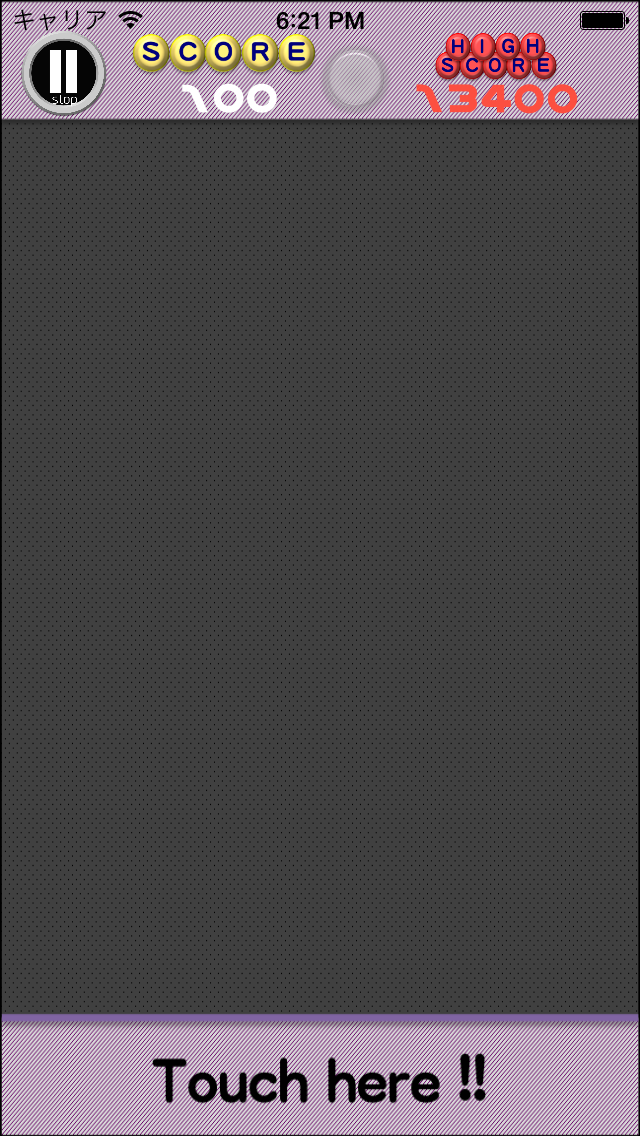 キャリア 6:21 PM
SCORE
100
HIGH
SCORE
13400
stop
Touch here !!